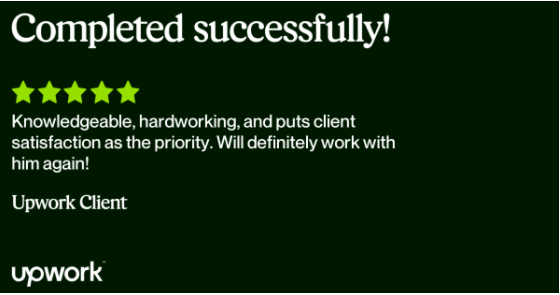 Completed successfully!
Knowledgeable, hardworking, and puts client
satisfaction as the priority. Will definitely work with
him again!
Upwork Client
upwork